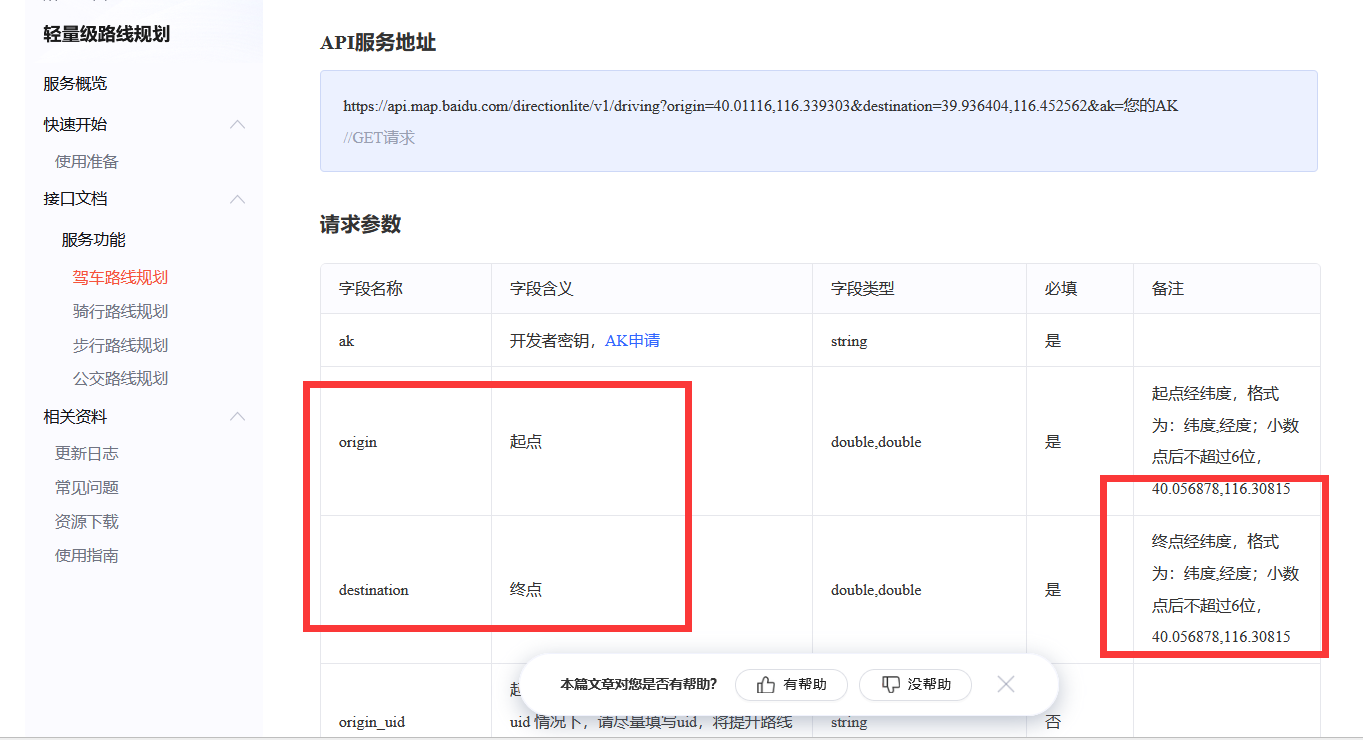 轻量级路线规划
服务概览
快速开始
使用准备
接口文档
服务功能
驾车路线规划
骑行路线规划
步行路线规划
公交路线规划
相关资料
更新日志
常见问题
资源下载
使用指南
API服务地址
https://api.map.baidu.com/directionlite/v1/driving?origin=40.01116,116.339303&destination=39.936404,116.452562&ak=您的AK
//GET请求
请求参数
字段名称 字段含义 字段类型 必填 备注
ak 开发者密钥，AK申请 string 是
origin 起点 double,double 是 起点经纬度，格式
为：纬度,经度；小数
点后不超过6位，
40.056878,116.30815
destination 终点 double,double 是 终点经纬度，格式
为：纬度,经度；小数
点后不超过6位，
40.056878,116.30815
本篇文章对您是否有帮助？ 有帮助 没帮助
起
origin_uid uid 情况下，请尽量填写uid，将提升路线 string 否